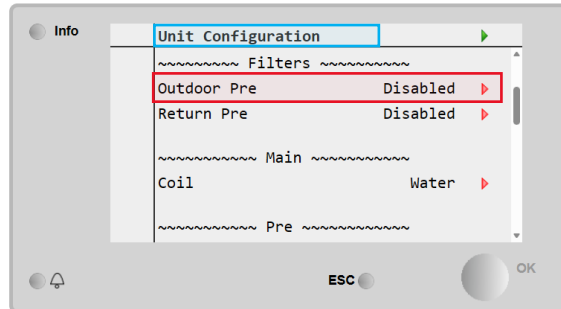 Info
Unit Configuration
~~~~~~~~~ Filters ~~~~~~~~~~
Outdoor Pre Disabled
Return Pre Disabled
~~~~~~~~~~~ Main ~~~~~~~~~~~
Coil Water
~~~~~~~~~~~ Pre ~~~~~~~~~~~~
ESC
OK